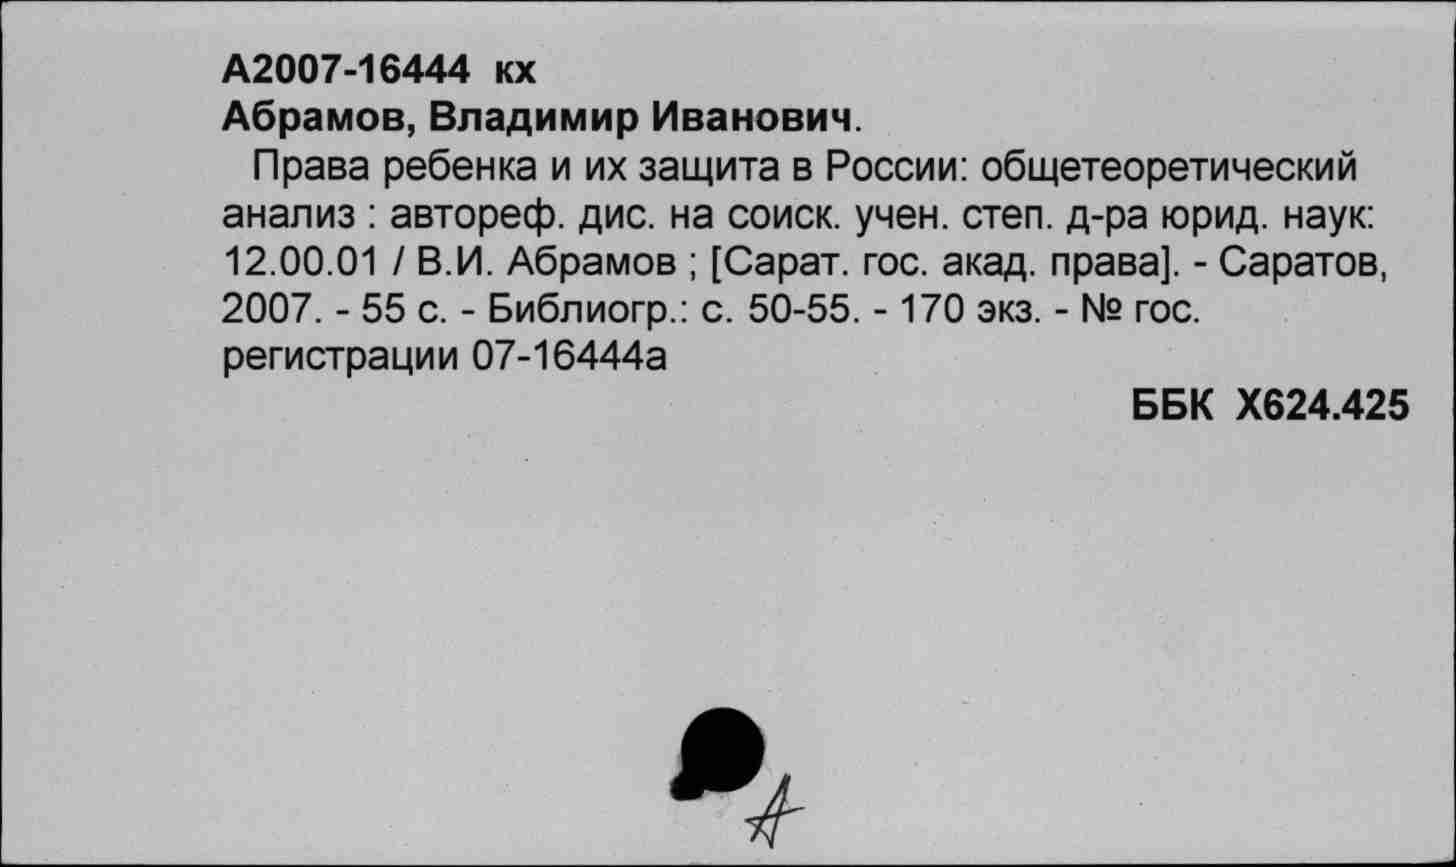 А2007-16444 кх
Абрамов, Владимир Иванович.
Права ребенка и их защита в России: общетеоретический
анализ : автореф. дис. на соиск. учен. степ. д-ра юрид. наук:
12.00.01 / В.И. Абрамов ; [Сарат. гос. акад. права]. - Саратов,
2007. - 55 с. - Библиогр.: с. 50-55. - 170 экз. - № гос.
регистрации 07-16444а
ББК Х624.425